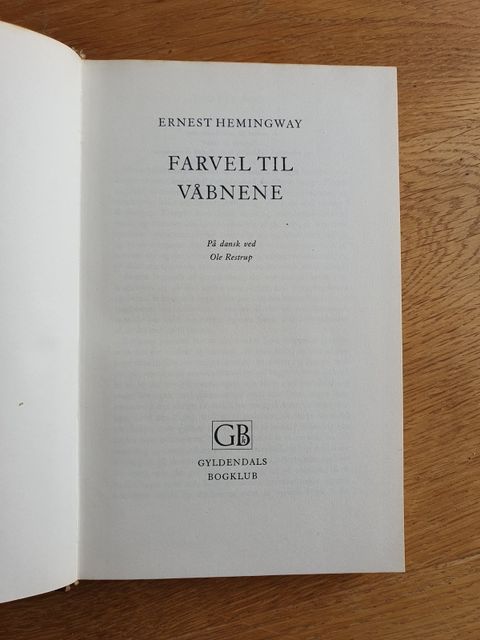 ERNEST HEMINGWAY
FARVEL TIL
VÅBNENE
På dansk ved
Ole Restrup
GB
GYLDENDALS
BOGKLUB